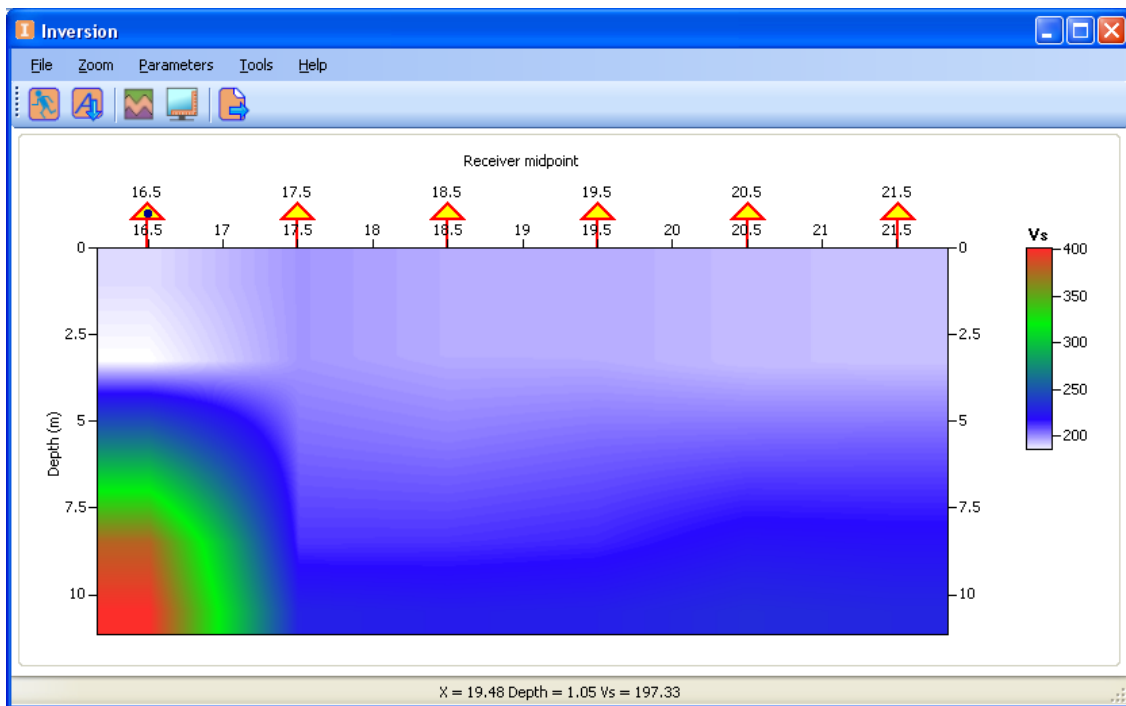 Inversion
File Zoom Parameters Tools Help
Receiver midpoint
16.5 17.5 18.5 19.5 20.5 21.5
16.5 17 17.5 18 18.5 19 19.5 20 20.5 21 21.5
Vs
0 0 400
350
2.5 2.5
300
5 5 250
Depth (m)
200
7.5 7.5
10 10
X = 19.48 Depth = 1.05 Vs = 197.33